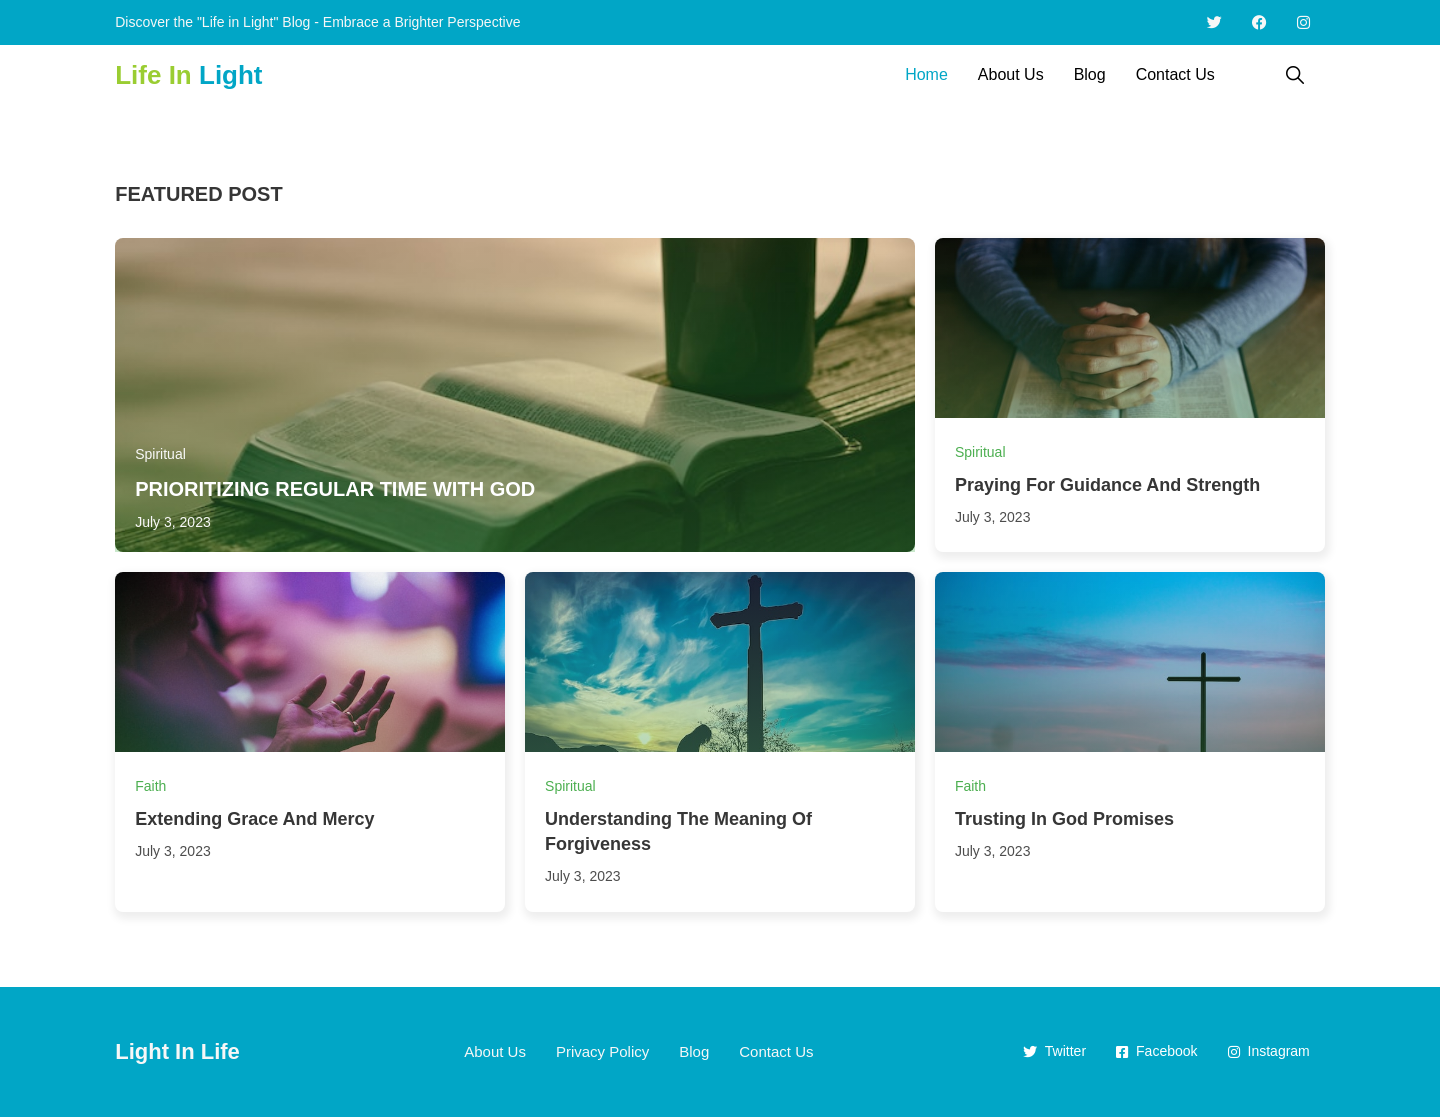 Discover the "Life in Light" Blog - Embrace a Brighter Perspective
Life In Light
Home About Us Blog Contact Us
FEATURED POST
Spiritual
PRIORITIZING REGULAR TIME WITH GOD
July 3, 2023
Spiritual
Praying For Guidance And Strength
July 3, 2023
Faith
Extending Grace And Mercy
July 3, 2023
Spiritual
Understanding The Meaning Of
Forgiveness
July 3, 2023
Faith
Trusting In God Promises
July 3, 2023
Light In Life
About Us Privacy Policy Blog Contact Us
Twitter Facebook Instagram